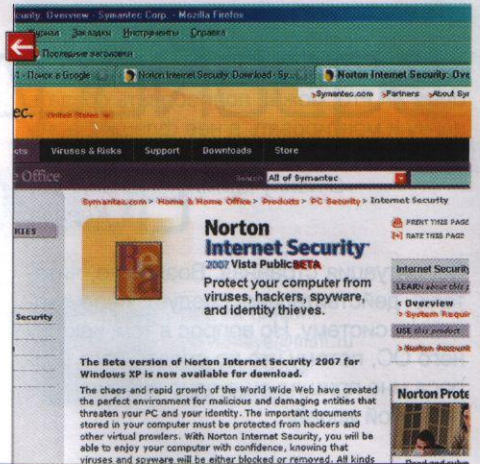 curity: Overview - Symantec Corp. - Mozilla Firefox
Журнал Закладки Инструменты Справка
Последние заголовки
1 - Поиск в Google
Norton Internet Security: Download - Sy...
Norton Internet Security: Ove
Symantec.com Partners About Sy
ec. United States
cts Viruses & Risks Support Downloads Store
e Office Search All of Symantec
Symantec.com > Home & Home Office > Products > PC Security > Internet Security
RIES
Security
Beta
Norton
Internet Security
2007 Vista Public BETA
Protect your computer from
viruses, hackers, spyware,
and identity thieves.
The Beta version of Norton Internet Security 2007 for
Windows XP is now available for download.
The chaos and rapid growth of the World Wide Web have created
the perfect environment for malicious and damaging entities that
threaten your PC and your identity. The important documents
stored in your computer must be protected from hackers and
other virtual prowlers. With Norton Internet Security, you will be
able to enjoy your computer with confidence, knowing that
viruses and spyware will be either blocked or removed. All kinds
PRINT THIS PAGE
RATE THIS PAGE
Internet Securit
LEARN about this p
< Overview
> System Requir
USE this product
> Norton Account
Norton Prote